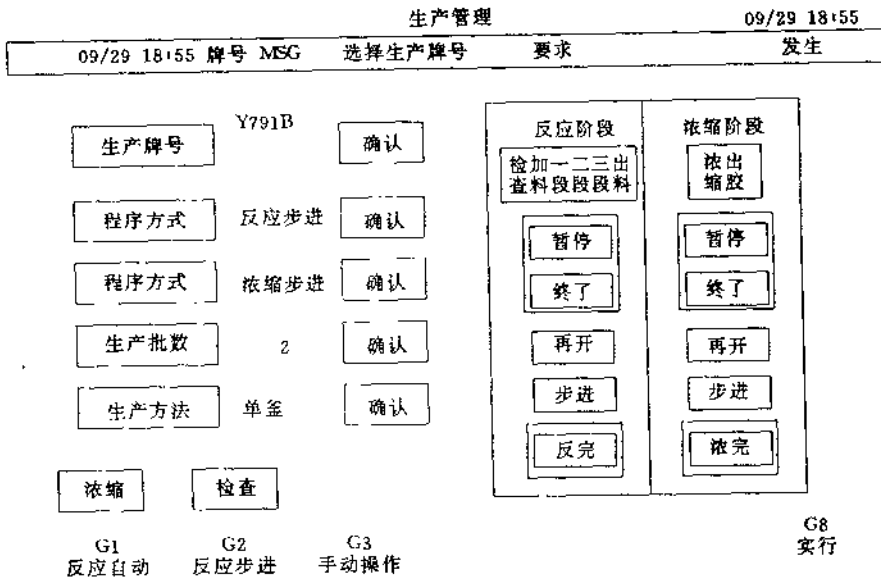 生产管理 09/29 18:55
09/29 18:55 牌号 MSG 选择生产牌号 要求 发生
生产牌号 Y791B 确认
程序方式 反应步进 确认
程序方式 浓缩步进 确认
生产批数 2 确认
生产方法 单釜 确认
浓缩 检查
反应阶段
检加一二三出
查料段段段料
暂停
终了
再开
步进
反完
浓缩阶段
浓出
缩胶
暂停
终了
再开
步进
浓完
G1 G2 G3 G8
反应自动 反应步进 手动操作 实行